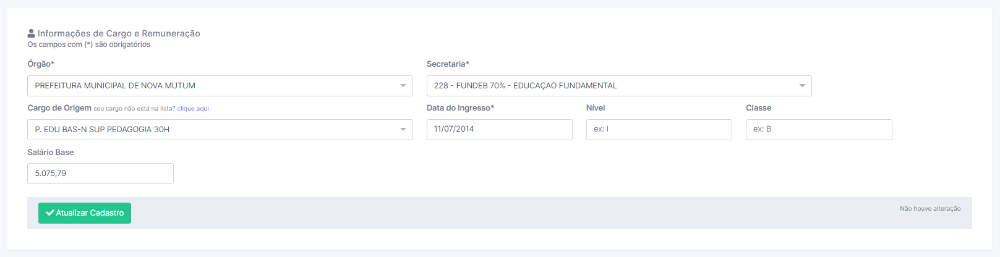 Informações de Cargo e Remuneração
Os campos com (*) são obrigatórios
Órgão* Secretaria*
PREFEITURA MUNICIPAL DE NOVA MUTUM 228 - FUNDEB 70% - EDUCAÇAO FUNDAMENTAL
Cargo de Origem seu cargo não está na lista? clique aqui Data do Ingresso* Nível Classe
P. EDU BAS-N SUP PEDAGOGIA 30H 11/07/2014 ex: I ex: B
Salário Base
5.075,79
Atualizar Cadastro Não houve alteração